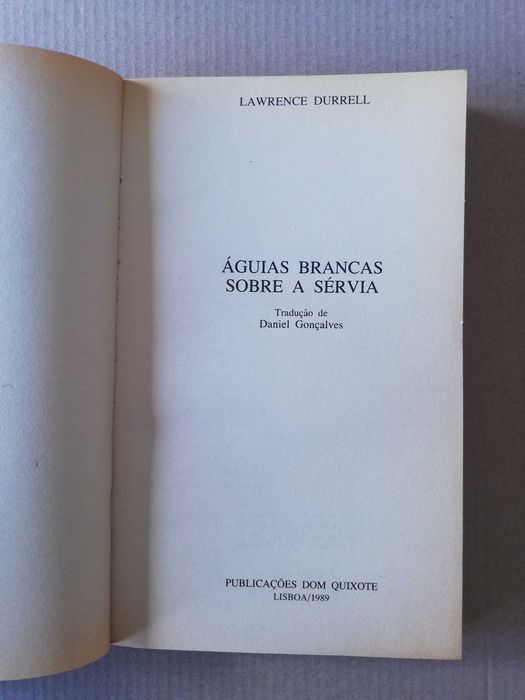 LAWRENCE DURRELL
ÁGUIAS BRANCAS
SOBRE A SÉRVIA
Tradução de
Daniel Gonçalves
PUBLICAÇÕES DOM QUIXOTE
LISBOA/1989